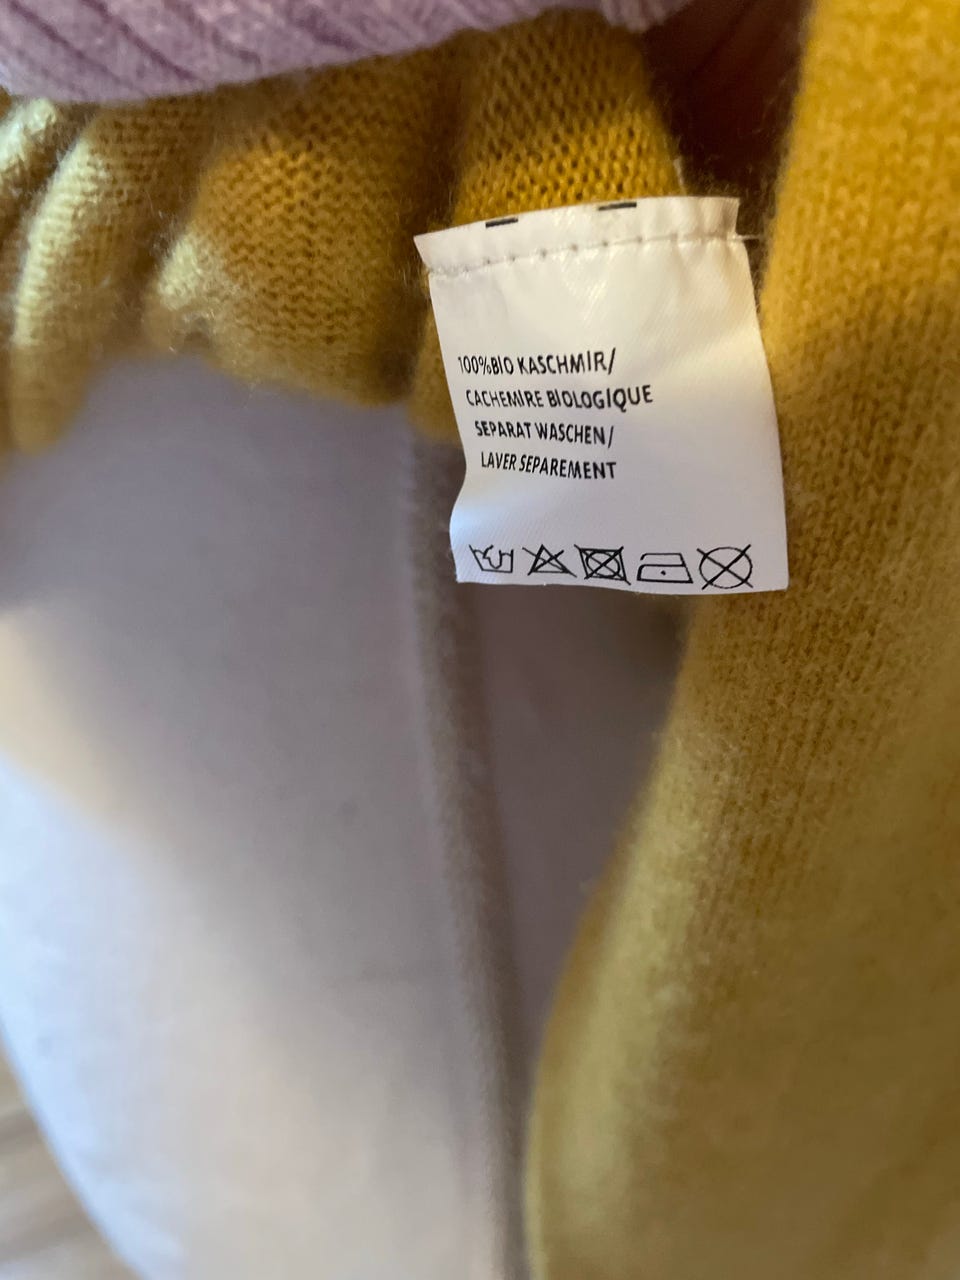 100%BIO KASCHMIR/
CACHEMIRE BIOLOGIQUE
SEPARAT WASCHEN/
LAVER SEPAREMENT